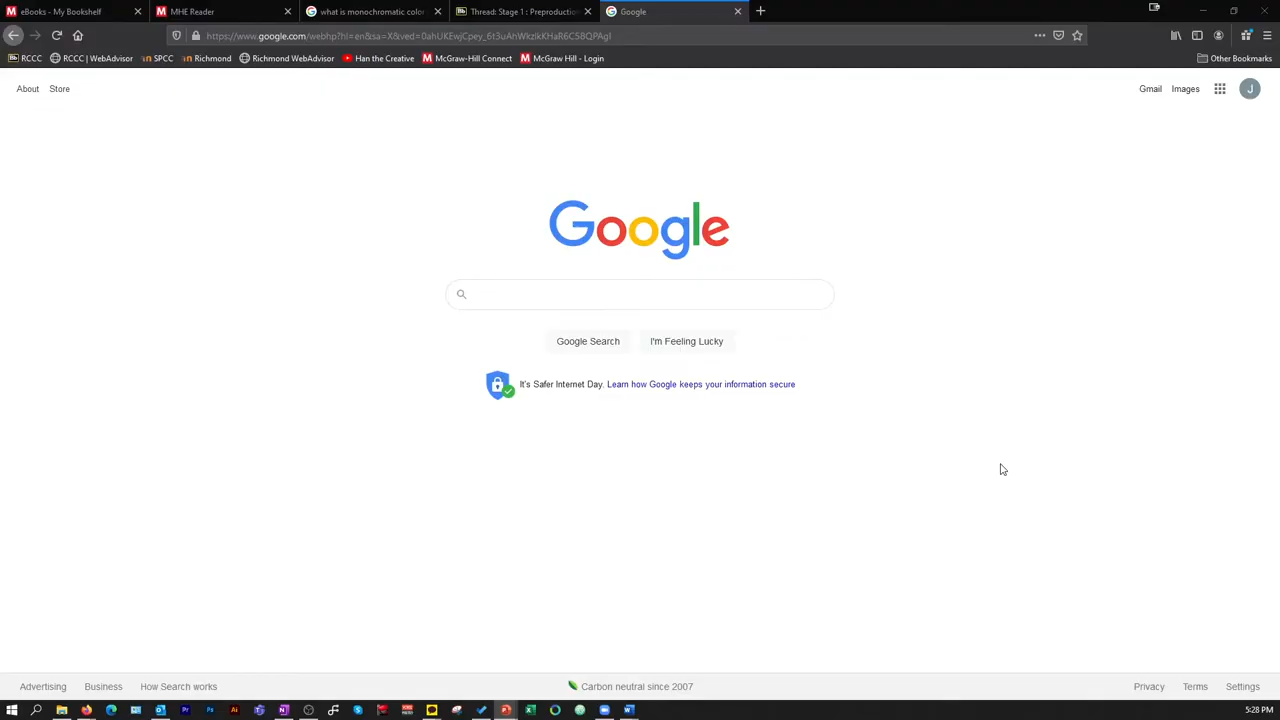 eBooks - My Bookshelf
MHE Reader
what is monochromatic color
Thread: Stage 1 : Preproductio
Google
https://www.google.com/webhp?hl=en&sa=X&ved=
RCCC
RCCC | WebAdvisor
SPCC
Richmond
Richmond WebAdvisor
Han the Creative
McGraw-Hill Connect
McGraw Hill - Login
Other Bookmarks
About
Store
Gmail
Images
J
Google
Google Search
I'm Feeling Lucky
It's Safer Internet Day. Learn how Google keeps your information secure
Advertising
Business
How Search works
Carbon neutral since 2007
Privacy
Terms
Settings
5:28 PM